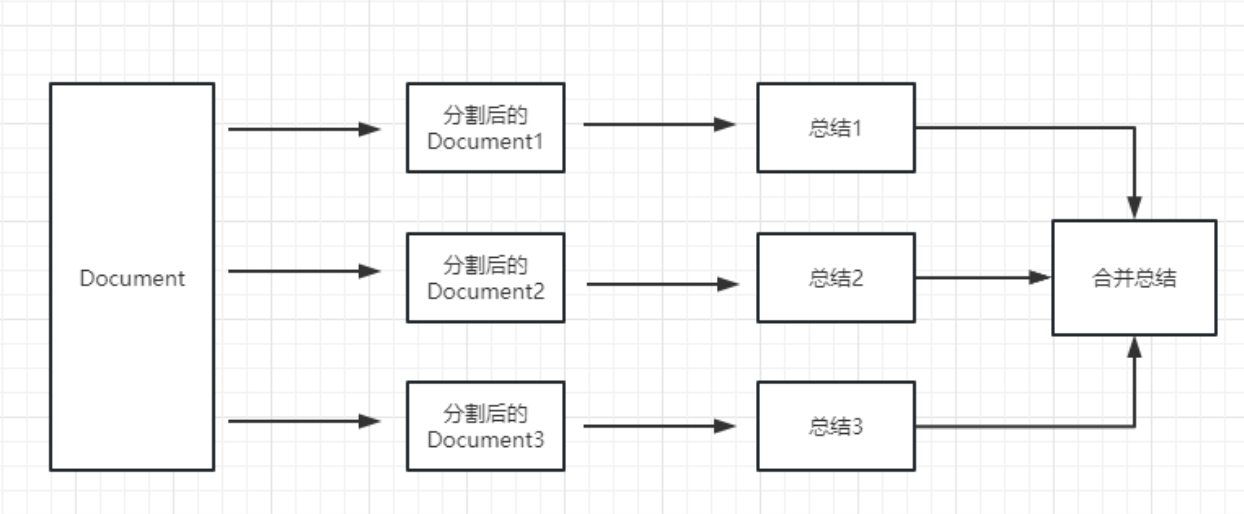 Document
分割后的
Document1
总结1
分割后的
Document2
总结2
合并总结
分割后的
Document3
总结3